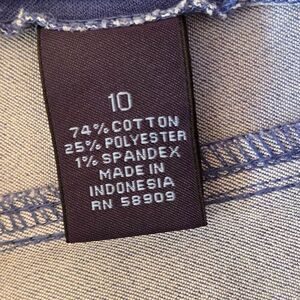 10
74% COTTON
25% POLYESTER
1% SPANDEX
MADE IN
INDONESIA
RN 58909